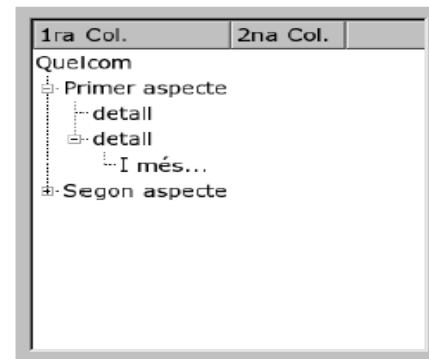 1ra Col. 2na Col.
Quelcom
Primer aspecte
detall
detall
I més...
Segon aspecte